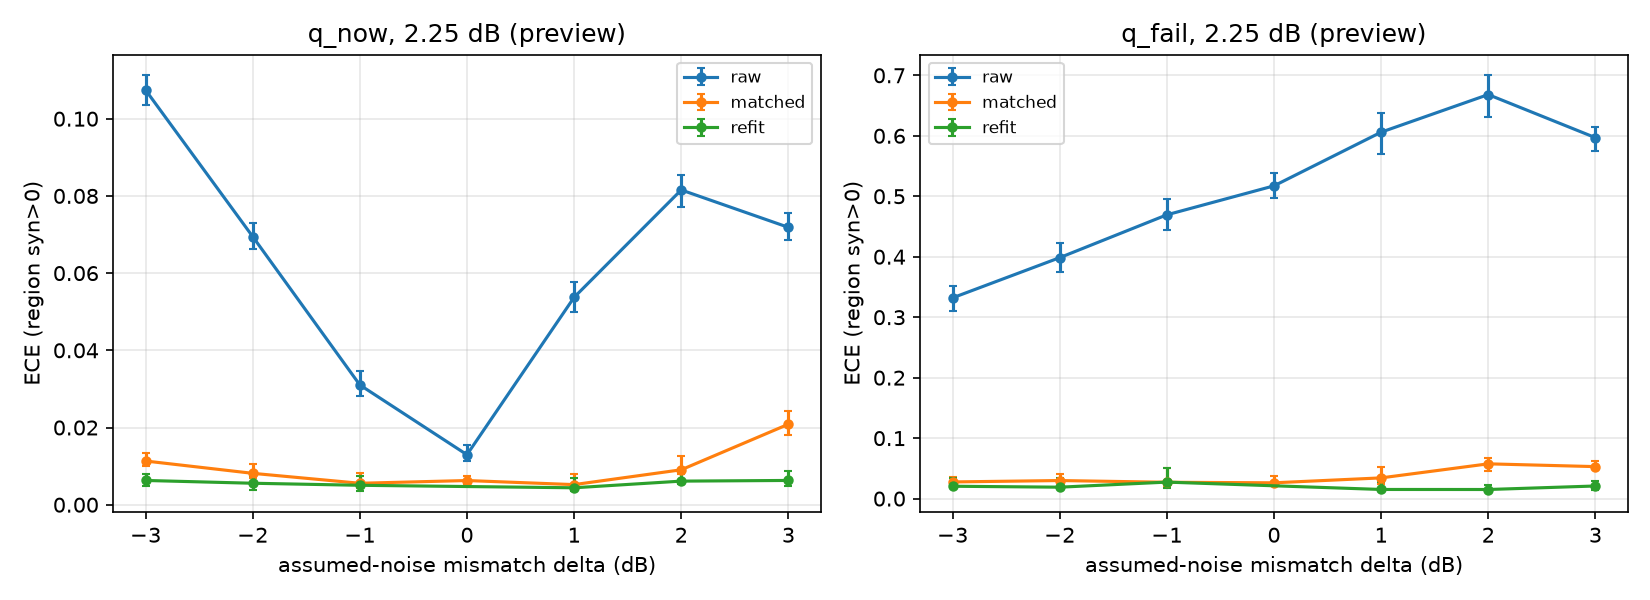 q_now, 2.25 dB (preview)
ECE (region syn>0)
0.10
0.08
0.06
0.04
0.02
0.00
raw
matched
refit
−3
−2
−1
0
1
2
3
assumed-noise mismatch delta (dB)
q_fail, 2.25 dB (preview)
ECE (region syn>0)
0.7
0.6
0.5
0.4
0.3
0.2
0.1
0.0
raw
matched
refit
−3
−2
−1
0
1
2
3
assumed-noise mismatch delta (dB)